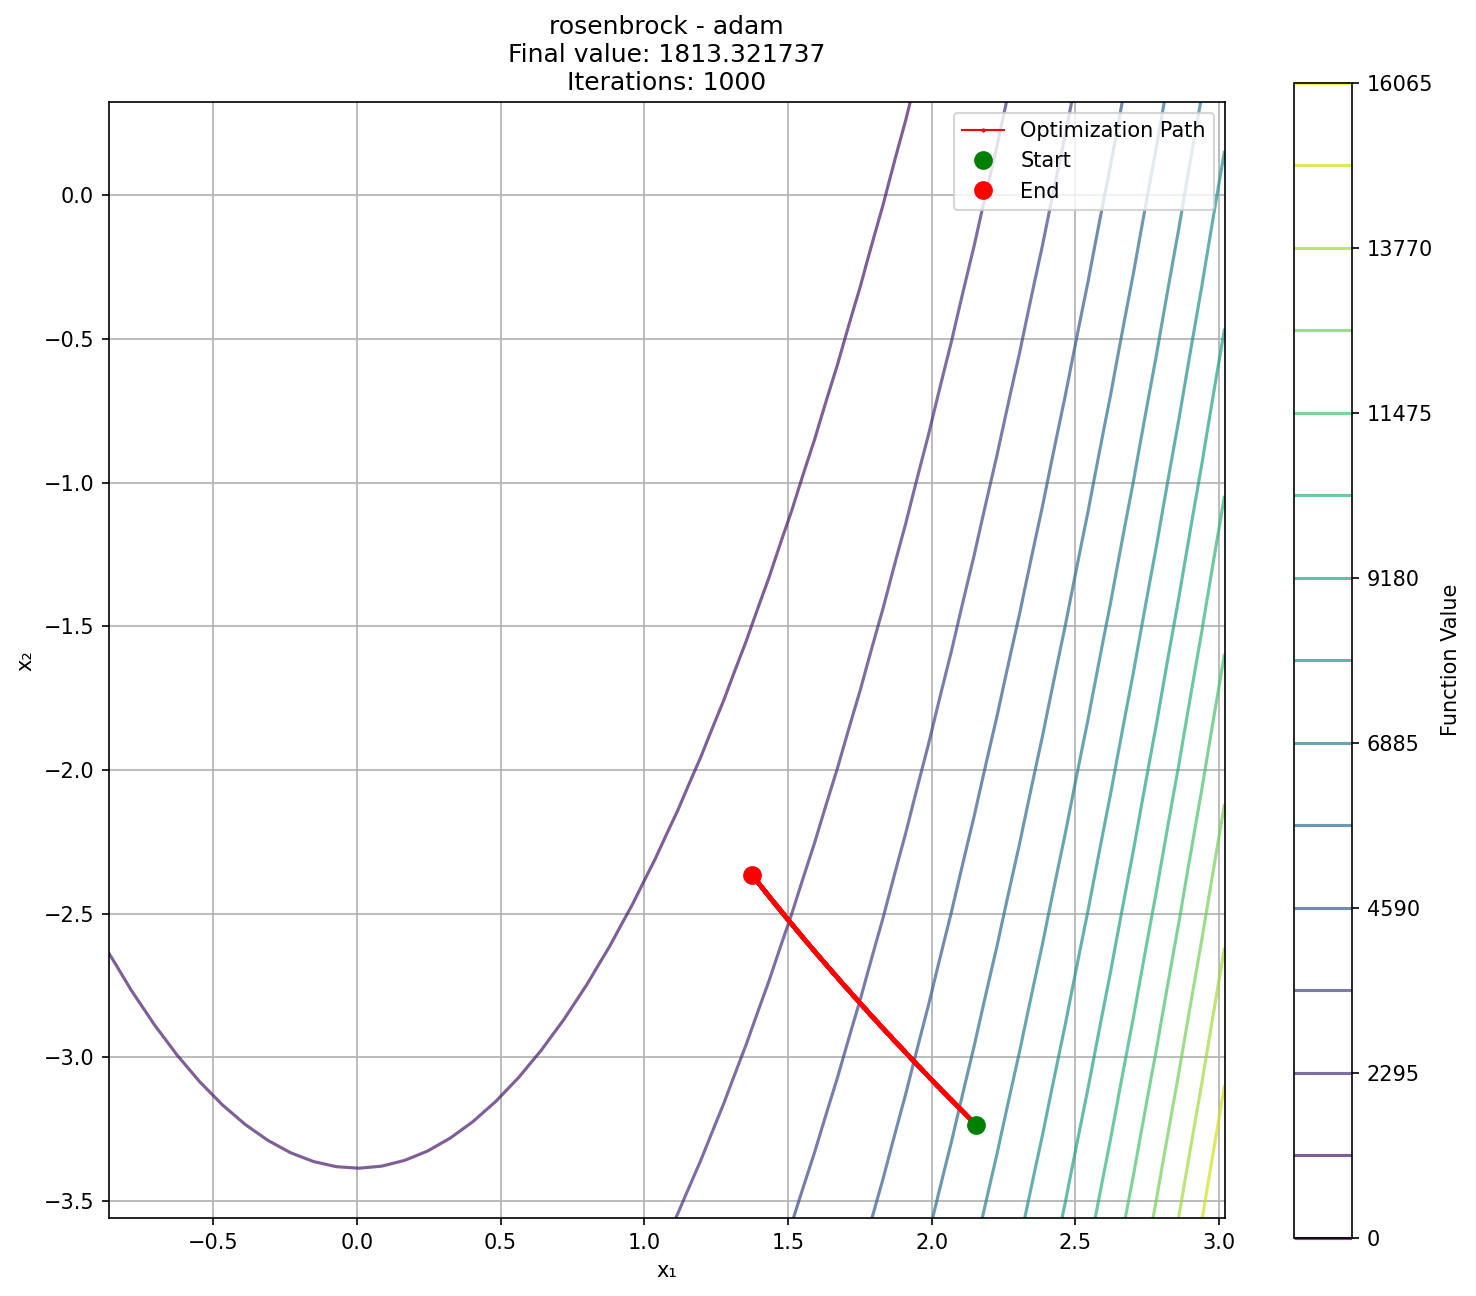 rosenbrock - adam
Final value: 1813.321737
Iterations: 1000
Optimization Path
Start
End
0.0
−0.5
−1.0
−1.5
−2.0
−2.5
−3.0
−3.5
x₂
−0.5
0.0
0.5
1.0
1.5
2.0
2.5
3.0
x₁
16065
13770
11475
9180
6885
4590
2295
0
Function Value